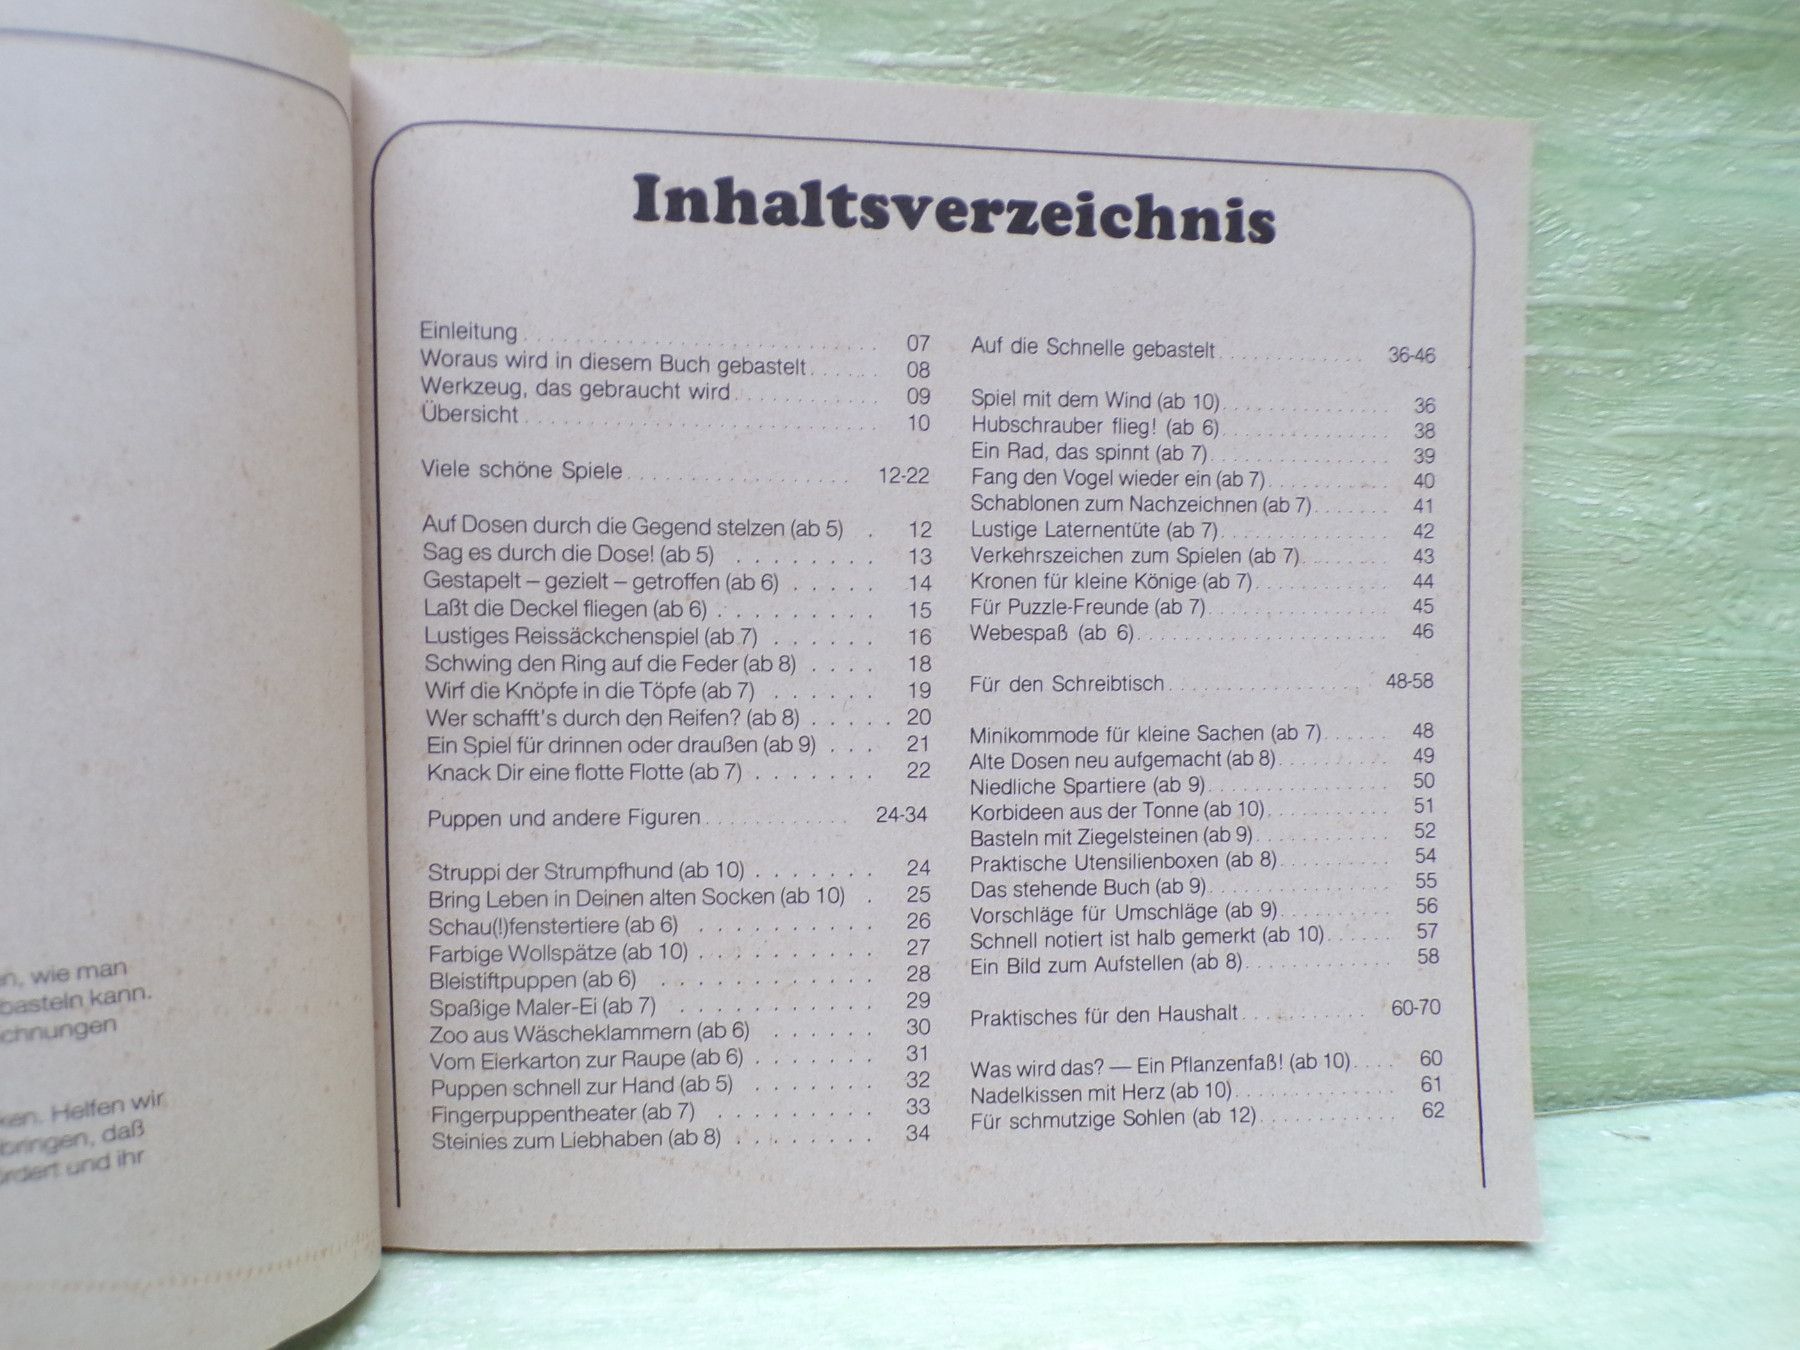 en, wie man
basteln kann.
ichnungen
ken. Helfen wir
bringen, daß
ördert und ihr
Inhaltsverzeichnis
Einleitung . . . . . . . . 07
Woraus wird in diesem Buch gebastelt . . . . . . 08
Werkzeug, das gebraucht wird . . . . . . 09
Übersicht . . . . . . 10
Viele schöne Spiele . . . . . . 12-22
Auf Dosen durch die Gegend stelzen (ab 5) . 12
Sag es durch die Dose! (ab 5) . . . . . . . . 13
Gestapelt – gezielt – getroffen (ab 6) . . . . . 14
Laßt die Deckel fliegen (ab 6) . . . . . . . . 15
Lustiges Reissäckchenspiel (ab 7) . . . . . . 16
Schwing den Ring auf die Feder (ab 8) . . . . 18
Wirf die Knöpfe in die Töpfe (ab 7) . . . . . . 19
Wer schafft's durch den Reifen? (ab 8) . . . . . 20
Ein Spiel für drinnen oder draußen (ab 9) . . . 21
Knack Dir eine flotte Flotte (ab 7) . . . . . . . 22
Puppen und andere Figuren . . . . . . 24-34
Struppi der Strumpfhund (ab 10) . . . . . . . 24
Bring Leben in Deinen alten Socken (ab 10) . 25
Schau(!)fenstertiere (ab 6) . . . . . . . . . . 26
Farbige Wollspätze (ab 10) . . . . . . . . . . 27
Bleistiftpuppen (ab 6) . . . . . . . . . . . . 28
Spaßige Maler-Ei (ab 7) . . . . . . . . . . . 29
Zoo aus Wäscheklammern (ab 6) . . . . . . 30
Vom Eierkarton zur Raupe (ab 6) . . . . . . . 31
Puppen schnell zur Hand (ab 5) . . . . . . . 32
Fingerpuppentheater (ab 7) . . . . . . . . . 33
Steinies zum Liebhaben (ab 8) . . . . . . . . 34
Auf die Schnelle gebastelt . . . . . . 36-46
Spiel mit dem Wind (ab 10) . . . . . . 36
Hubschrauber flieg! (ab 6) . . . . . . 38
Ein Rad, das spinnt (ab 7) . . . . . . 39
Fang den Vogel wieder ein (ab 7) . . . . . . 40
Schablonen zum Nachzeichnen (ab 7) . . . . . . 41
Lustige Laternentüte (ab 7) . . . . . . 42
Verkehrszeichen zum Spielen (ab 7) . . . . . . 43
Kronen für kleine Könige (ab 7) . . . . . . 44
Für Puzzle-Freunde (ab 7) . . . . . . 45
Webespaß (ab 6) . . . . . . 46
Für den Schreibtisch . . . . . . 48-58
Minikommode für kleine Sachen (ab 7) . . . . . . 48
Alte Dosen neu aufgemacht (ab 8) . . . . . . 49
Niedliche Spartiere (ab 9) . . . . . . 50
Korbideen aus der Tonne (ab 10) . . . . . . 51
Basteln mit Ziegelsteinen (ab 9) . . . . . . 52
Praktische Utensilienboxen (ab 8) . . . . . . 54
Das stehende Buch (ab 9) . . . . . . 55
Vorschläge für Umschläge (ab 9) . . . . . . 56
Schnell notiert ist halb gemerkt (ab 10) . . . . . . 57
Ein Bild zum Aufstellen (ab 8) . . . . . . 58
Praktisches für den Haushalt . . . . . . 60-70
Was wird das? — Ein Pflanzenfaß! (ab 10) . . . . 60
Nadelkissen mit Herz (ab 10) . . . . . . 61
Für schmutzige Sohlen (ab 12) . . . . . . 62